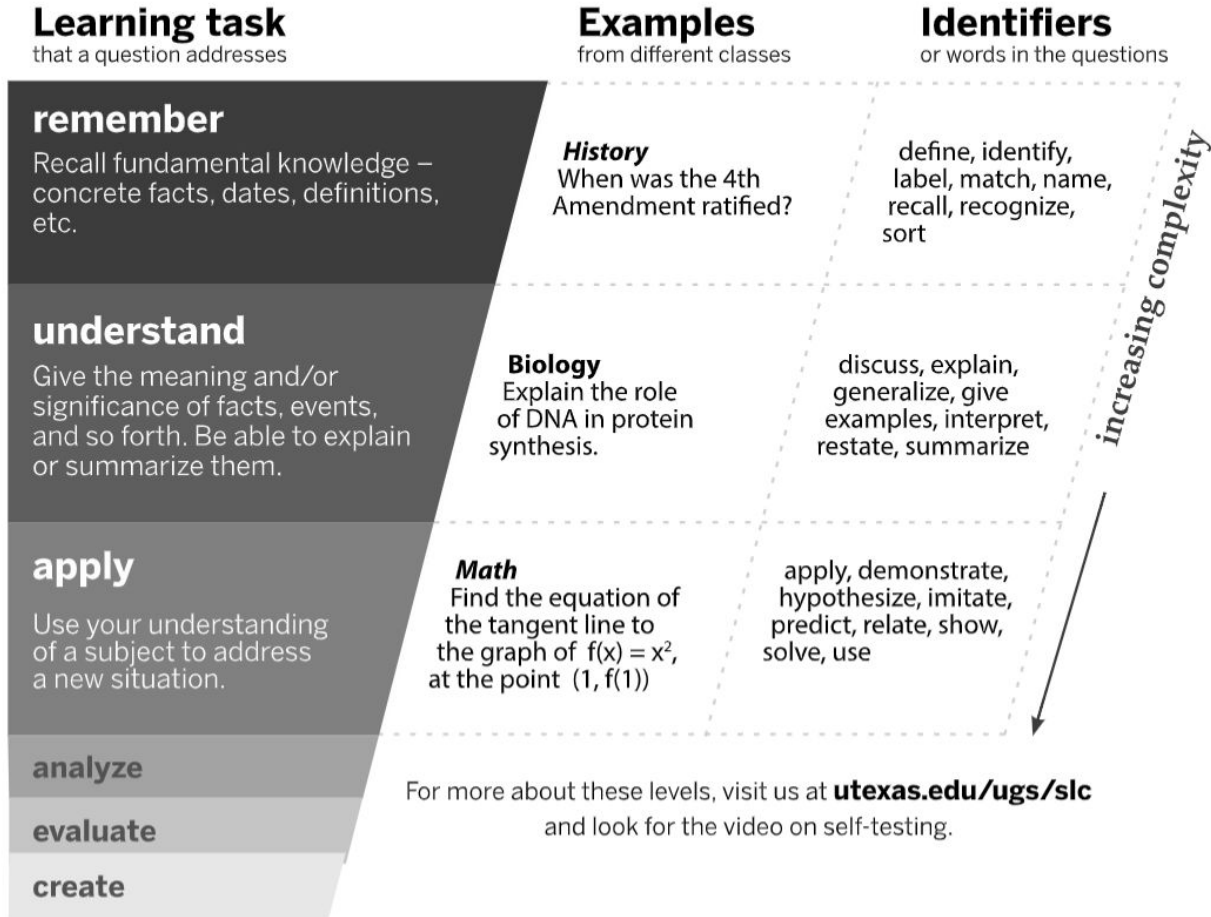 Learning task
that a question addresses
Examples
from different classes
Identifiers
or words in the questions
remember
Recall fundamental knowledge –
concrete facts, dates, definitions,
etc.
History
When was the 4th
Amendment ratified?
define, identify,
label, match, name,
recall, recognize,
sort
understand
Give the meaning and/or
significance of facts, events,
and so forth. Be able to explain
or summarize them.
Biology
Explain the role
of DNA in protein
synthesis.
discuss, explain,
generalize, give
examples, interpret,
restate, summarize
apply
Use your understanding
of a subject to address
a new situation.
Math
Find the equation of
the tangent line to
the graph of f(x) = x²,
at the point (1, f(1))
apply, demonstrate,
hypothesize, imitate,
predict, relate, show,
solve, use
increasing complexity
analyze
evaluate
create
For more about these levels, visit us at utexas.edu/ugs/slc
and look for the video on self-testing.